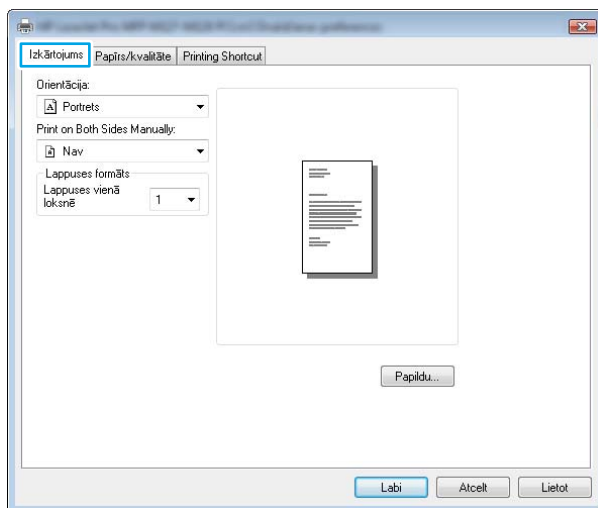 Izkārtojums Papīrs/kvalitāte Printing Shortcut
Orientācija:
Portrets
Print on Both Sides Manually:
Nav
Lappuses formāts
Lappuses vienā
loksnē
1
Papildu...
Labi Atcelt Lietot